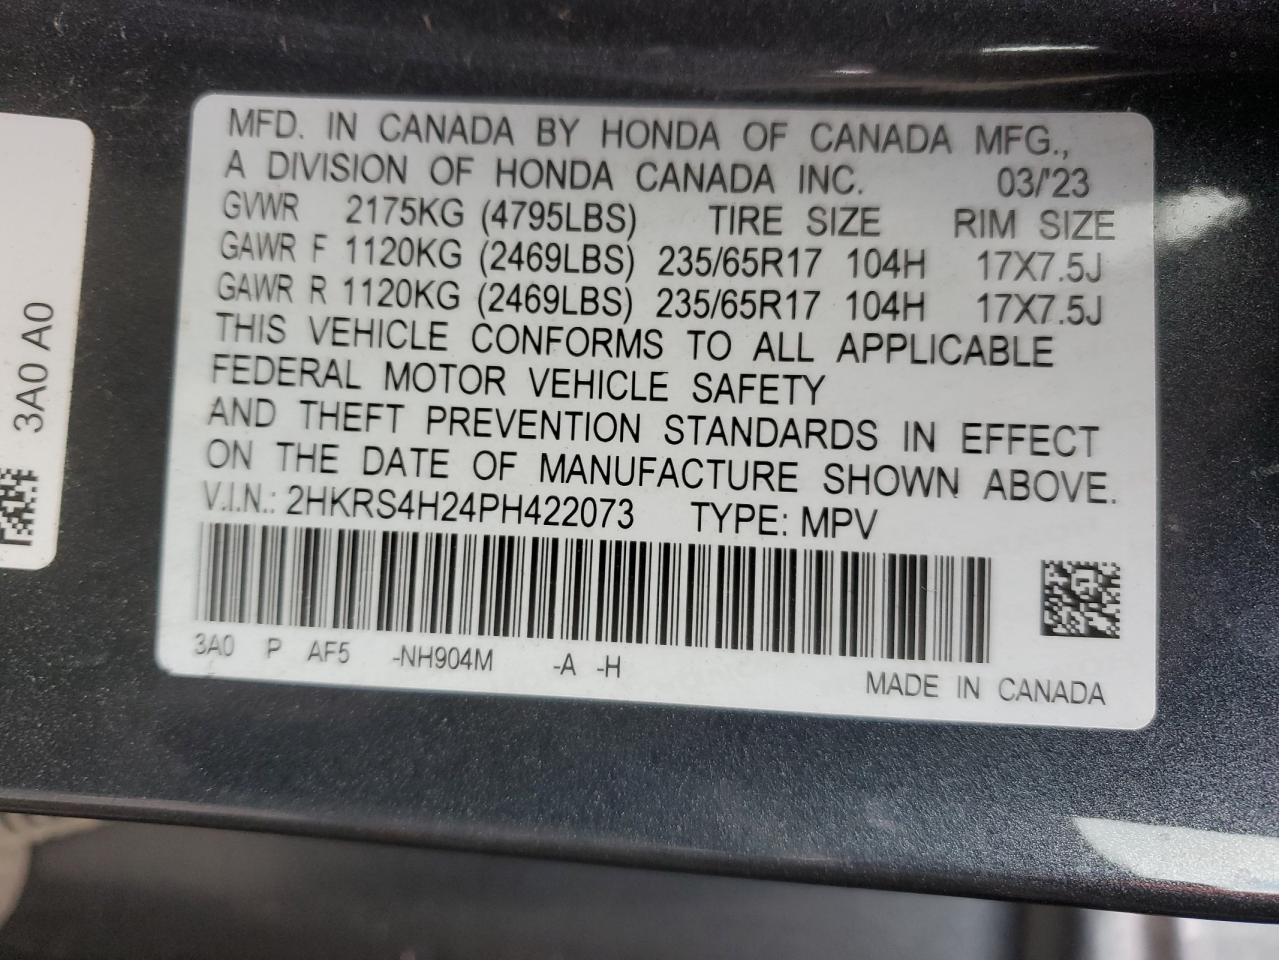 MFD. IN CANADA BY HONDA OF CANADA MFG.,
A DIVISION OF HONDA CANADA INC. 03/'23
GVWR 2175KG (4795LBS) TIRE SIZE RIM SIZE
GAWR F 1120KG (2469LBS) 235/65R17 104H 17X7.5J
GAWR R 1120KG (2469LBS) 235/65R17 104H 17X7.5J
THIS VEHICLE CONFORMS TO ALL APPLICABLE
FEDERAL MOTOR VEHICLE SAFETY
AND THEFT PREVENTION STANDARDS IN EFFECT
ON THE DATE OF MANUFACTURE SHOWN ABOVE.
V.I.N.: 2HKRS4H24PH422073 TYPE: MPV
3A0 P AF5 -NH904M -A -H
MADE IN CANADA
3A0 A0